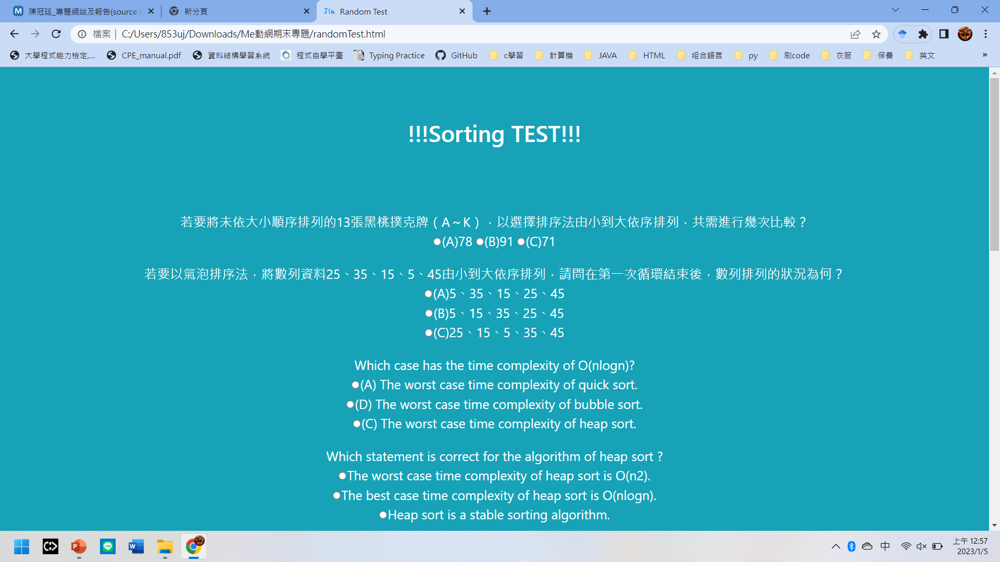 陳冠廷_專題網站及報告(source c
新分頁
Jia Random Test
檔案 C:/Users/853uj/Downloads/Me動網期末專題/randomTest.html
大學程式能力檢定,... CPE_manual.pdf 資料結構學習系統 程式自學平臺 Typing Practice GitHub c學習 計算機 JAVA HTML 組合語言 py 刷code 衣服 保養 英文 »
!!!Sorting TEST!!!
若要將未依大小順序排列的13張黑桃撲克牌（A～K），以選擇排序法由小到大依序排列，共需進行幾次比較？
(A)78 (B)91 (C)71
若要以氣泡排序法，將數列資料25、35、15、5、45由小到大依序排列，請問在第一次循環結束後，數列排列的狀況為何？
(A)5、35、15、25、45
(B)5、15、35、25、45
(C)25、15、5、35、45
Which case has the time complexity of O(nlogn)?
(A) The worst case time complexity of quick sort.
(D) The worst case time complexity of bubble sort.
(C) The worst case time complexity of heap sort.
Which statement is correct for the algorithm of heap sort ?
The worst case time complexity of heap sort is O(n2).
The best case time complexity of heap sort is O(nlogn).
Heap sort is a stable sorting algorithm.
中
上午 12:57
2023/1/5